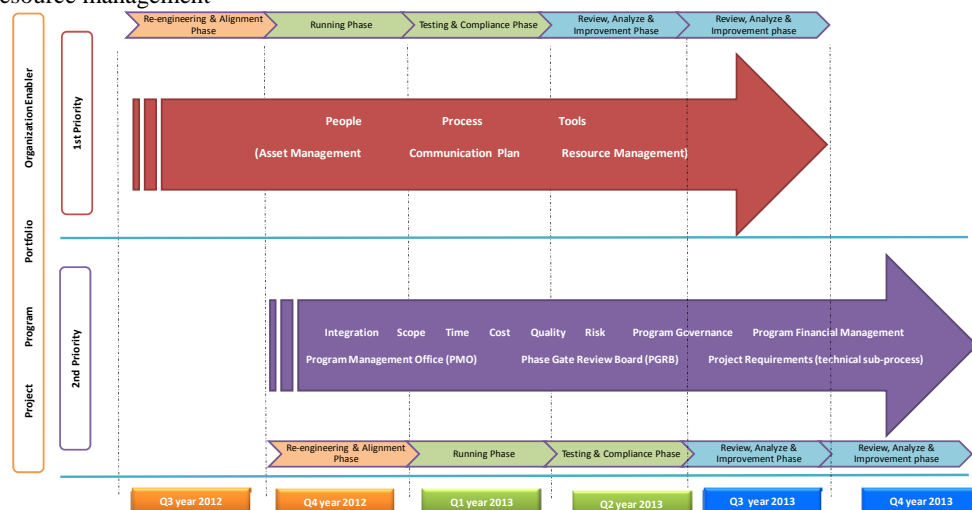 esource management
Re-engineering & Alignment
Phase
Running Phase
Testing & Compliance Phase
Review, Analyze &
Improvement Phase
Review, Analyze &
Improvement phase
Organization Enabler
Portfolio
Program
Project
1st Priority
People Process Tools
(Asset Management Communication Plan Resource Management)
2nd Priority
Integration Scope Time Cost Quality Risk Program Governance Program Financial Management
Program Management Office (PMO) Phase Gate Review Board (PGRB) Project Requirements (technical sub-process)
Re-engineering & Alignment
Phase
Running Phase
Testing & Compliance Phase
Review, Analyze &
Improvement Phase
Review, Analyze &
Improvement phase
Q3 year 2012
Q4 year 2012
Q1 year 2013
Q2 year 2013
Q3 year 2013
Q4 year 2013